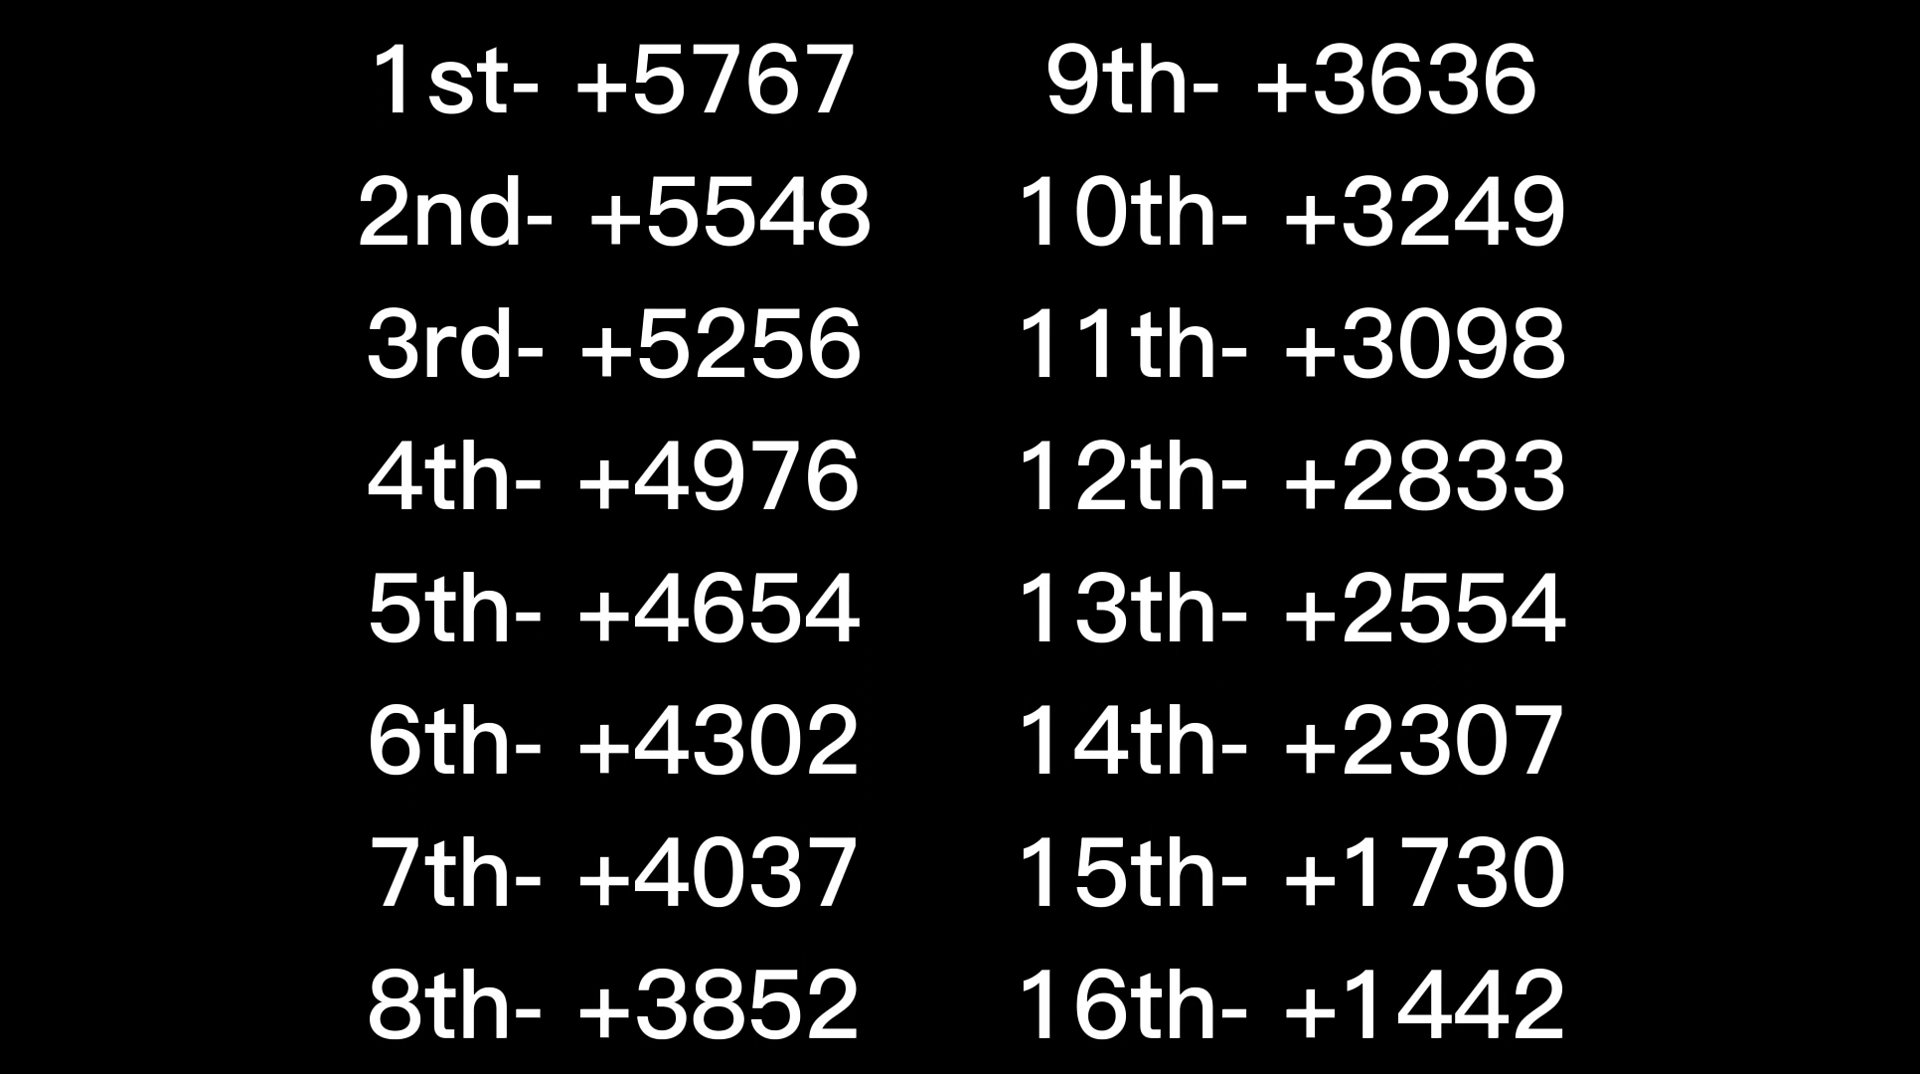 1st- +5767
2nd- +5548
3rd- +5256
4th- +4976
5th- +4654
6th- +4302
7th- +4037
8th- +3852
9th- +3636
10th- +3249
11th- +3098
12th- +2833
13th- +2554
14th- +2307
15th- +1730
16th- +1442